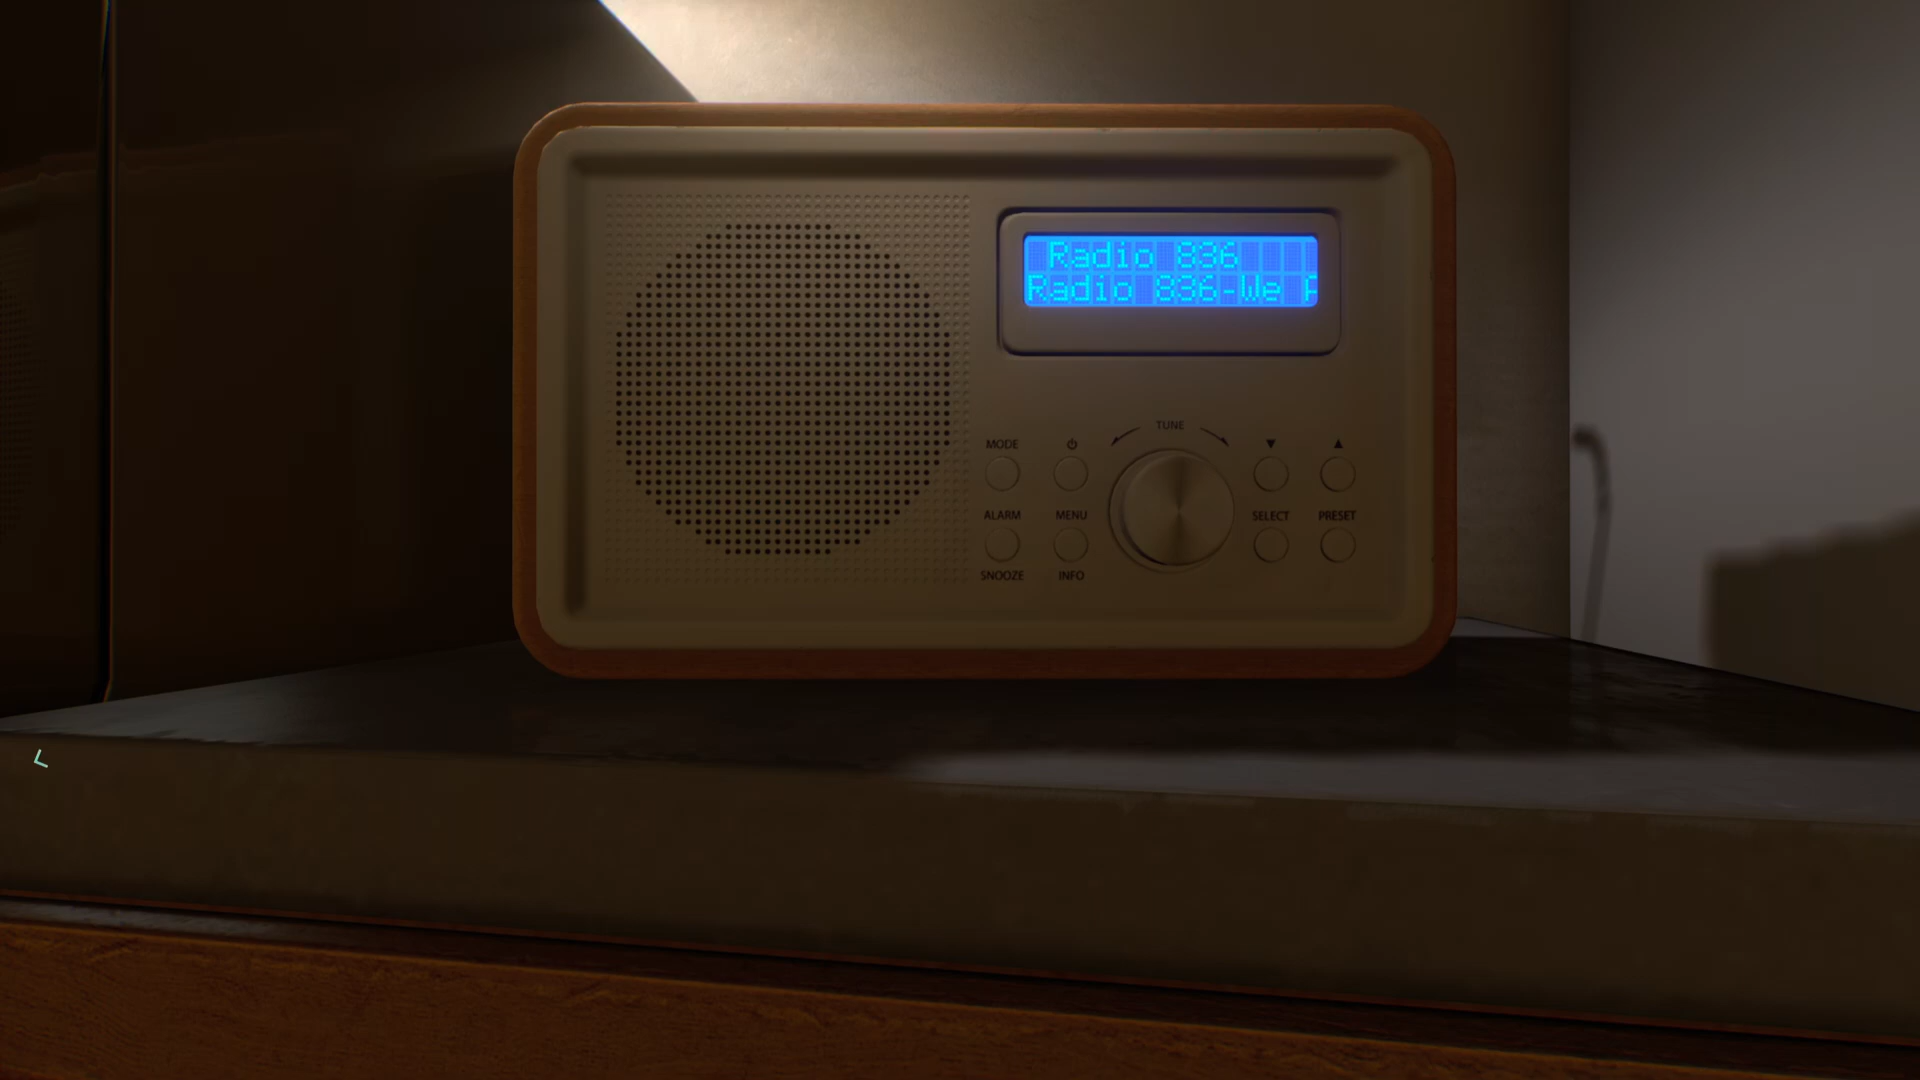 Radio 836
Radio 836-We
TUNE
MODE
ALARM MENU SELECT PRESET
SNOOZE INFO